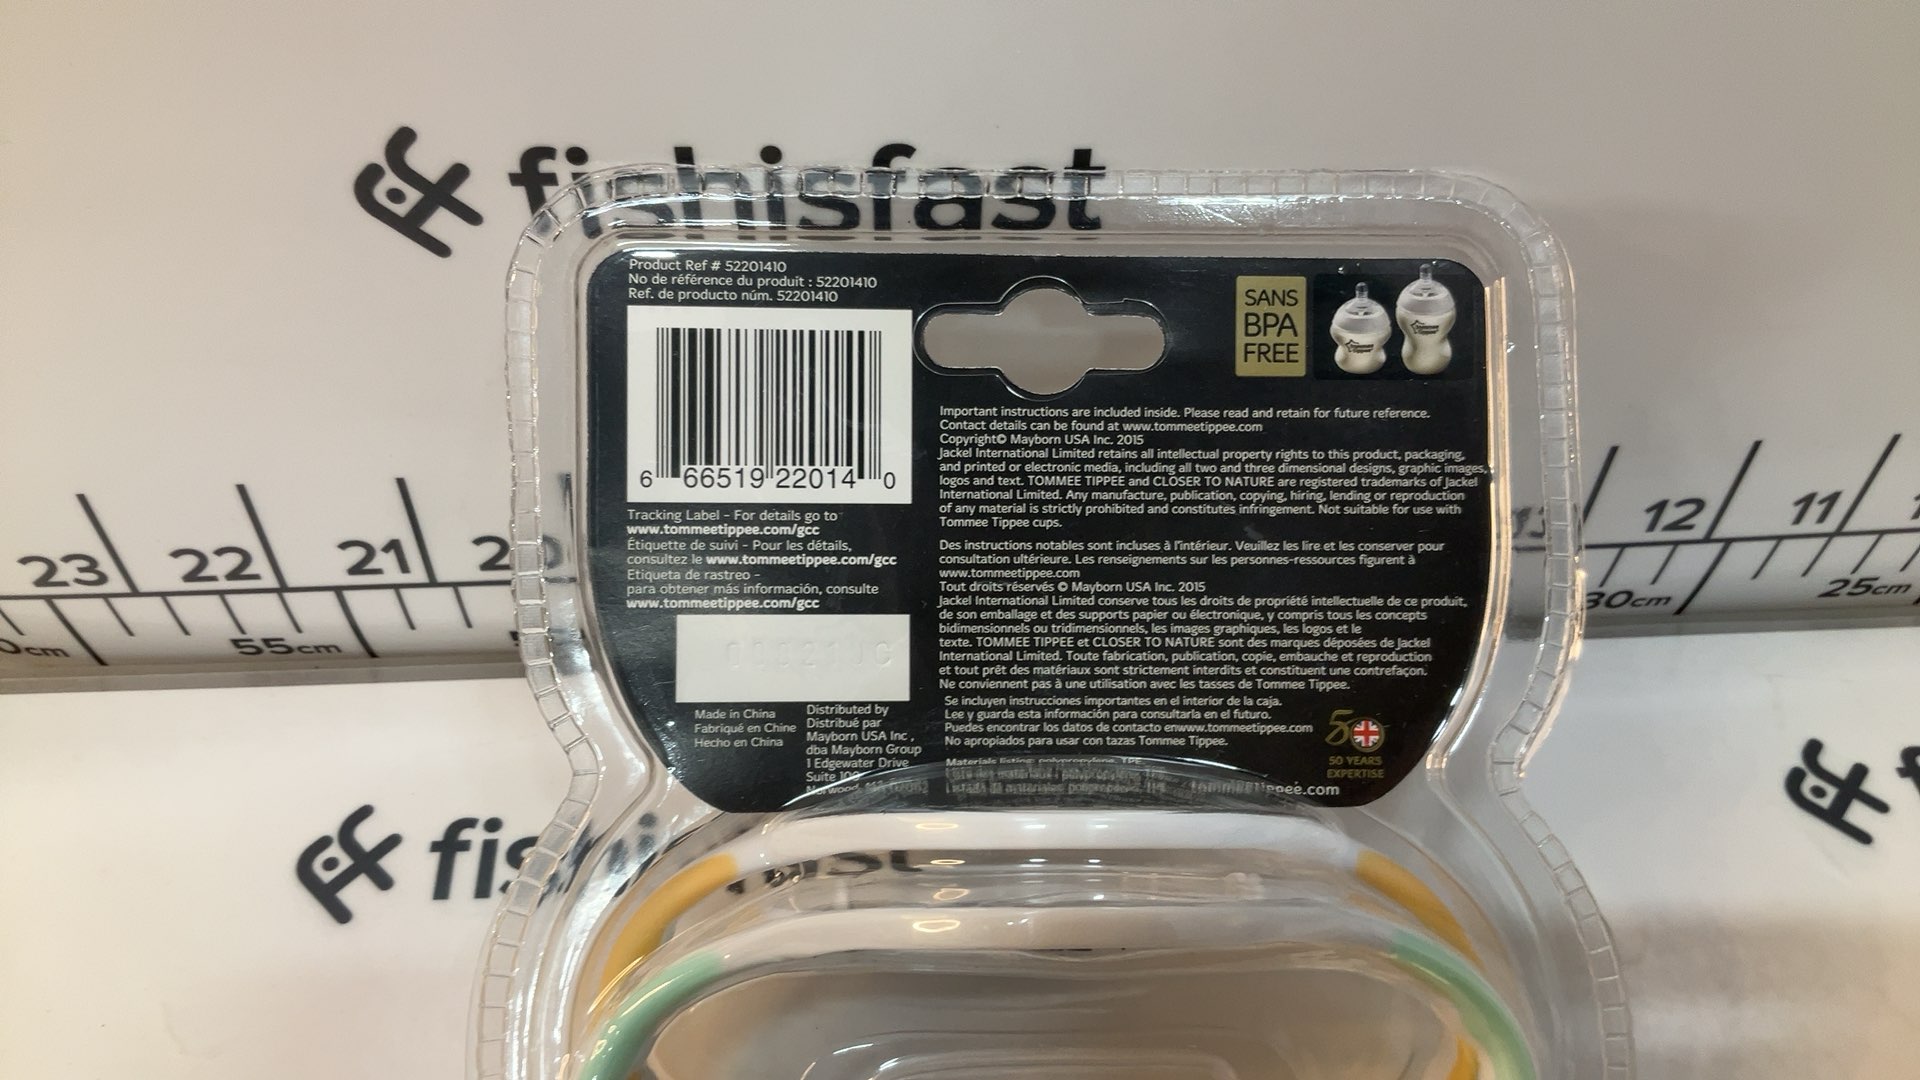 fishisfast
Product Ref # 52201410
No de référence du produit : 52201410
Ref. de producto núm. 52201410
6 66519 22014 0
Tracking Label - For details go to
www.tommeetippee.com/gcc
Étiquette de suivi - Pour les détails,
consultez le www.tommeetippee.com/gcc
Etiqueta de rastreo -
para obtener más información, consulte
www.tommeetippee.com/gcc
Made in China
Fabriqué en Chine
Hecho en China
Distributed by
Distribué par
Mayborn USA Inc ,
dba Mayborn Group
1 Edgewater Drive
Suite 100
Norwood
SANS
BPA
FREE
Tommee
Tippee
Tommee
Tippee
Important instructions are included inside. Please read and retain for future reference.
Contact details can be found at www.tommeetippee.com
Copyright© Mayborn USA Inc. 2015
Jackel International Limited retains all intellectual property rights to this product, packaging,
and printed or electronic media, including all two and three dimensional designs, graphic images,
logos and text. TOMMEE TIPPEE and CLOSER TO NATURE are registered trademarks of Jackel
International Limited. Any manufacture, publication, copying, hiring, lending or reproduction
of any material is strictly prohibited and constitutes infringement. Not suitable for use with
Tommee Tippee cups.
Des instructions notables sont incluses à l'intérieur. Veuillez les lire et les conserver pour
consultation ultérieure. Les renseignements sur les personnes-ressources figurent à
www.tommeetippee.com
Tout droits réservés © Mayborn USA Inc. 2015
Jackel International Limited conserve tous les droits de propriété intellectuelle de ce produit,
de son emballage et des supports papier ou électronique, y compris tous les concepts
bidimensionnels ou tridimensionnels, les images graphiques, les logos et le
texte. TOMMEE TIPPEE et CLOSER TO NATURE sont des marques déposées de Jackel
International Limited. Toute fabrication, publication, copie, embauche et reproduction
et tout prêt des matériaux sont strictement interdits et constituent une contrefaçon.
Ne conviennent pas à une utilisation avec les tasses de Tommee Tippee.
Se incluyen instrucciones importantes en el interior de la caja.
Lee y guarda esta información para consultarla en el futuro.
Puedes encontrar los datos de contacto enwww.tommeetippee.com
No apropiados para usar con tazas Tommee Tippee.
Materials listing: polypropylene, TPE
50
50 YEARS
EXPERTISE
23 22 21 12 11
55cm 30cm 25cm